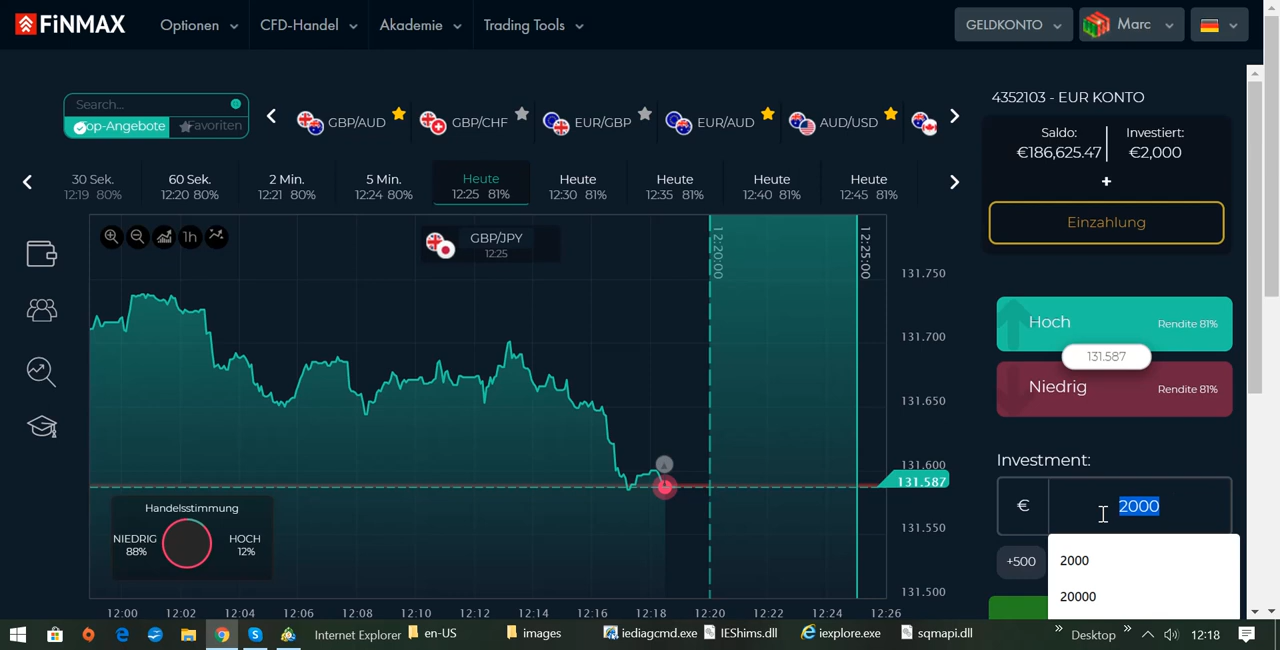 FiNMAX
Optionen
CFD-Handel
Akademie
Trading Tools
GELDKONTO
Marc
Search...
Top-Angebote
Favoriten
GBP/AUD
GBP/CHF
EUR/GBP
EUR/AUD
AUD/USD
4352103 - EUR KONTO
Saldo:
€186,625.47
Investiert:
€2,000
+
Einzahlung
30 Sek.
12:19 80%
60 Sek.
12:20 80%
2 Min.
12:21 80%
5 Min.
12:24 80%
Heute
12:25 81%
Heute
12:30 81%
Heute
12:35 81%
Heute
12:40 81%
Heute
12:45 81%
1h
GBP/JPY
12:25
12:20:00
12:25:00
131.750
131.700
131.650
131.600
131.587
131.550
131.500
Handelsstimmung
NIEDRIG
88%
HOCH
12%
12:00 12:02 12:04 12:06 12:08 12:10 12:12 12:14 12:16 12:18 12:20 12:22 12:24 12:26
Hoch
Rendite 81%
131.587
Niedrig
Rendite 81%
Investment:
€
2000
+500
2000
20000
Internet Explorer
en-US
images
iediagcmd.exe
IEShims.dll
iexplore.exe
sqmapi.dll
Desktop
12:18